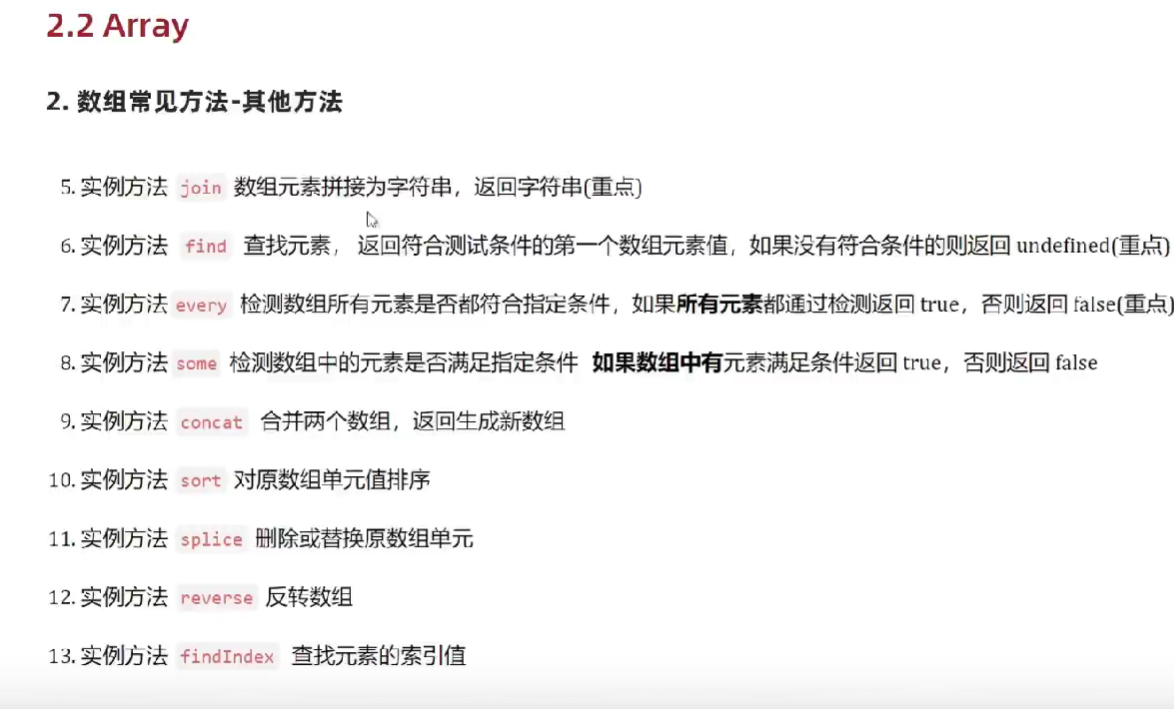 2.2 Array
2. 数组常见方法-其他方法
5. 实例方法 join 数组元素拼接为字符串，返回字符串(重点)
6. 实例方法 find 查找元素， 返回符合测试条件的第一个数组元素值，如果没有符合条件的则返回 undefined(重点)
7. 实例方法 every 检测数组所有元素是否都符合指定条件，如果所有元素都通过检测返回 true，否则返回 false(重点)
8. 实例方法 some 检测数组中的元素是否满足指定条件 如果数组中有元素满足条件返回 true，否则返回 false
9. 实例方法 concat 合并两个数组，返回生成新数组
10. 实例方法 sort 对原数组单元值排序
11. 实例方法 splice 删除或替换原数组单元
12. 实例方法 reverse 反转数组
13. 实例方法 findIndex 查找元素的索引值